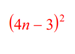 (4n − 3)²